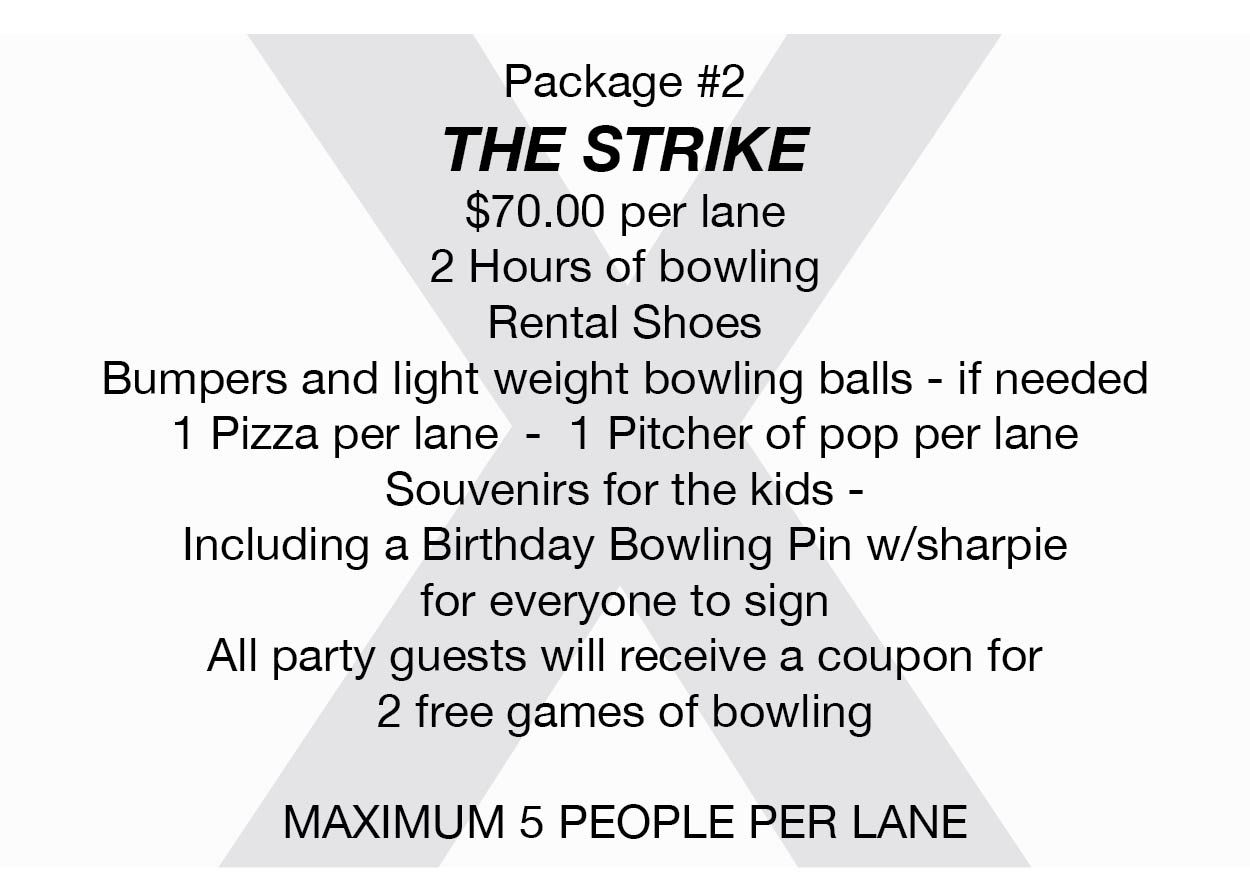 Package #2
THE STRIKE
$70.00 per lane
2 Hours of bowling
Rental Shoes
Bumpers and light weight bowling balls - if needed
1 Pizza per lane  -  1 Pitcher of pop per lane
Souvenirs for the kids -
Including a Birthday Bowling Pin w/sharpie
for everyone to sign
All party guests will receive a coupon for
2 free games of bowling
MAXIMUM 5 PEOPLE PER LANE